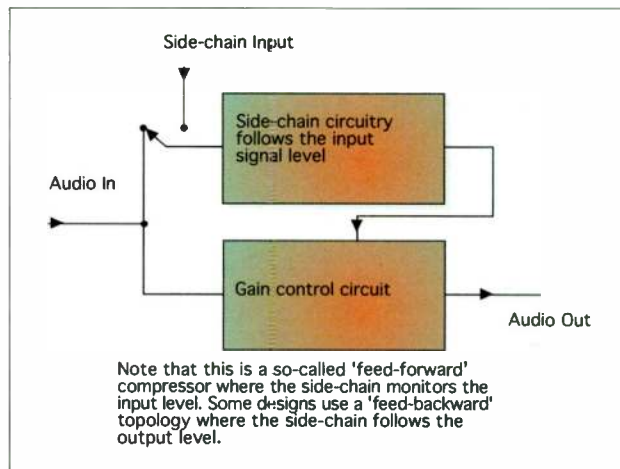 Side-chain Input
Side-chain circuitry
follows the input
signal level
Audio In
Gain control circuit
Audio Out
Note that this is a so-called 'feed-forward'
compressor where the side-chain monitors the
input level. Some designs use a 'feed-backward'
topology where the side-chain follows the
output level.